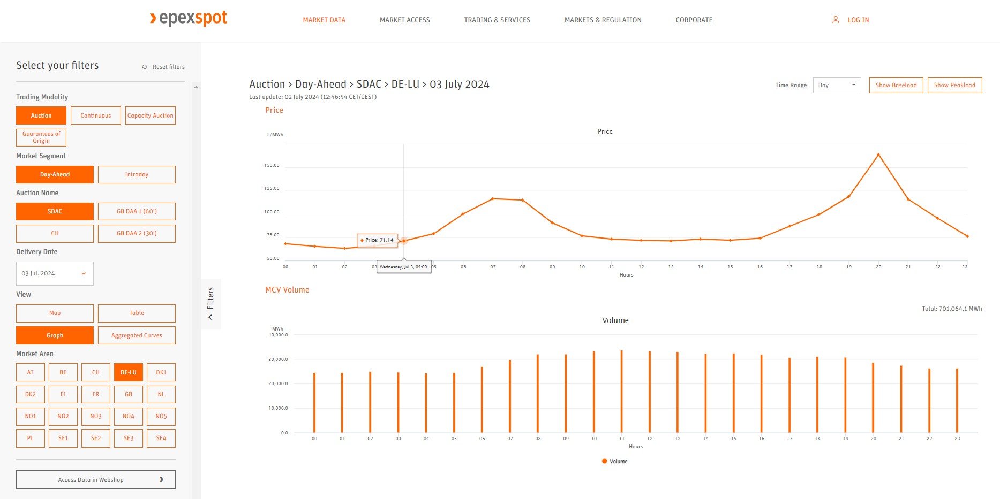 epexspot
MARKET DATA
MARKET ACCESS
TRADING & SERVICES
MARKETS & REGULATION
CORPORATE
LOG IN
Select your filters
Reset filters
Trading Modality
Auction
Continuous
Capacity Auction
Guarantees of
Origin
Market Segment
Day-Ahead
Intraday
Auction Name
SDAC
GB DAA 1 (60')
CH
GB DAA 2 (30')
Delivery Date
03 Jul. 2024
View
Map
Table
Graph
Aggregated Curves
Market Area
AT BE CH DE-LU DK1
DK2 FI FR GB NL
NO1 NO2 NO3 NO4 NO5
PL SE1 SE2 SE3 SE4
Access Data in Webshop
Filters
Auction > Day-Ahead > SDAC > DE-LU > 03 July 2024
Last update: 02 July 2024 (12:46:54 CET/CEST)
Time Range
Day
Show Baseload
Show Peakload
Price
Price
€/MWh
150.00
125.00
100.00
75.00
50.00
Price: 71.14
Wednesday, Jul 3, 04:00
00 01 02 03 05 06 07 08 09 10 11 12 13 14 15 16 17 18 19 20 21 22 23
Hours
MCV Volume
Total: 701,064.1 MWh
Volume
MWh
40,000.0
30,000.0
20,000.0
10,000.0
0.0
00 01 02 03 04 05 06 07 08 09 10 11 12 13 14 15 16 17 18 19 20 21 22 23
Hours
Volume